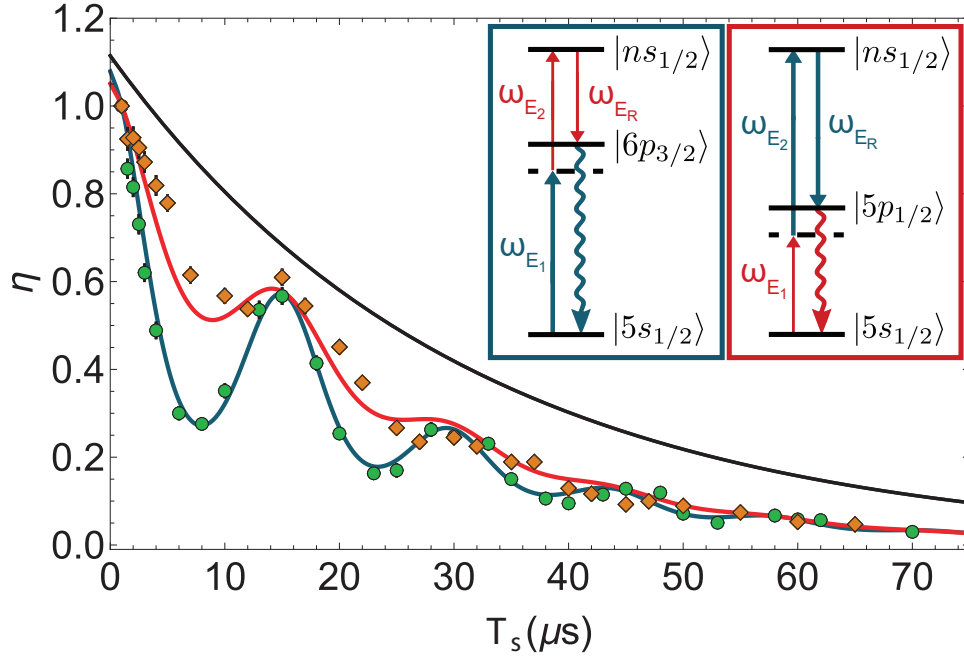 1.2
1.0
0.8
0.6
0.4
0.2
0.0
η
0 10 20 30 40 50 60 70
T_s (μs)
|ns_{1/2}⟩
ω_{E_2} ω_{E_R}
|6p_{3/2}⟩
ω_{E_1}
|5s_{1/2}⟩
|ns_{1/2}⟩
ω_{E_2} ω_{E_R}
|5p_{1/2}⟩
ω_{E_1}
|5s_{1/2}⟩